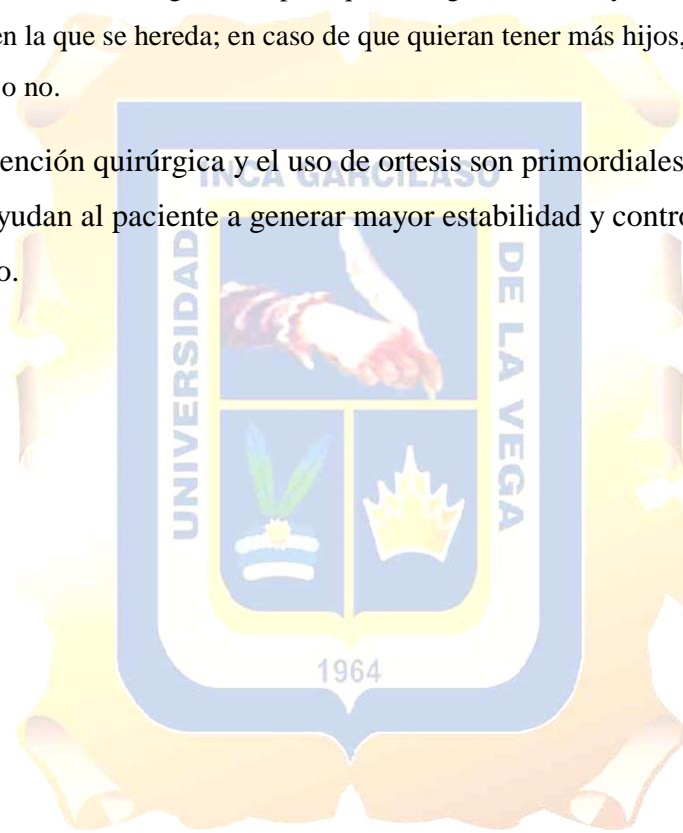 en la que se hereda; en caso de que quieran tener más hijos,
o no.
ención quirúrgica y el uso de ortesis son primordiales
yudan al paciente a generar mayor estabilidad y contro
o.
INCA GARCILASO
UNIVERSIDAD
DE LA VEGA
1964